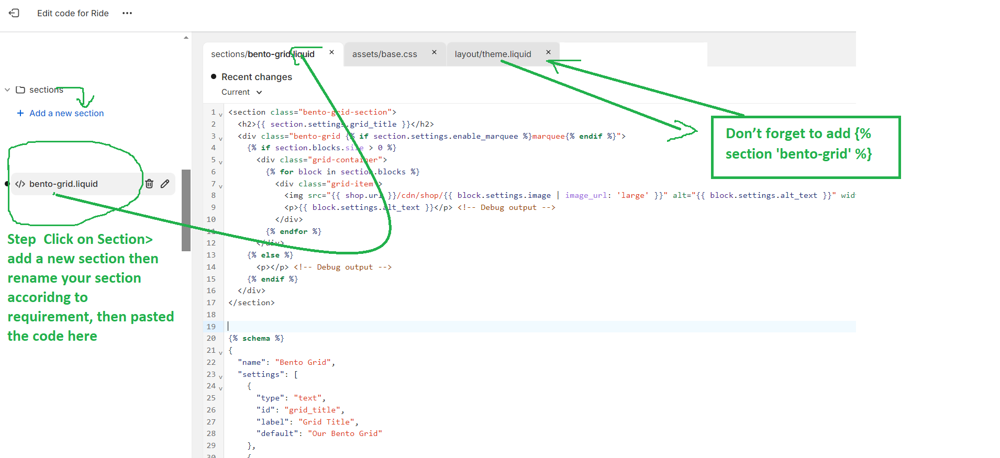 Edit code for Ride ...
sections
+ Add a new section
</> bento-grid.liquid
Step  Click on Section>
add a new section then
rename your section
accoridng to
requirement, then pasted
the code here
sections/bento-grid.liquid × assets/base.css × layout/theme.liquid ×
Recent changes
Current
1 <section class="bento-grid-section">
2 <h2>{{ section.settings.grid_title }}</h2>
3 <div class="bento-grid {% if section.settings.enable_marquee %}marquee{% endif %}">
4 {% if section.blocks.size > 0 %}
5 <div class="grid-container">
6 {% for block in section.blocks %}
7 <div class="grid-item">
8 <img src="{{ shop.url }}/cdn/shop/{{ block.settings.image | image_url: 'large' }}" alt="{{ block.settings.alt_text }}" wid
9 <p>{{ block.settings.alt_text }}</p> <!-- Debug output -->
10 </div>
11 {% endfor %}
12 </div>
13 {% else %}
14 <p></p> <!-- Debug output -->
15 {% endif %}
16 </div>
17 </section>
18
19
20 {% schema %}
21 {
22 "name": "Bento Grid",
23 "settings": [
24 {
25 "type": "text",
26 "id": "grid_title",
27 "label": "Grid Title",
28 "default": "Our Bento Grid"
29 },
30 {
Don’t forget to add {%
section 'bento-grid' %}